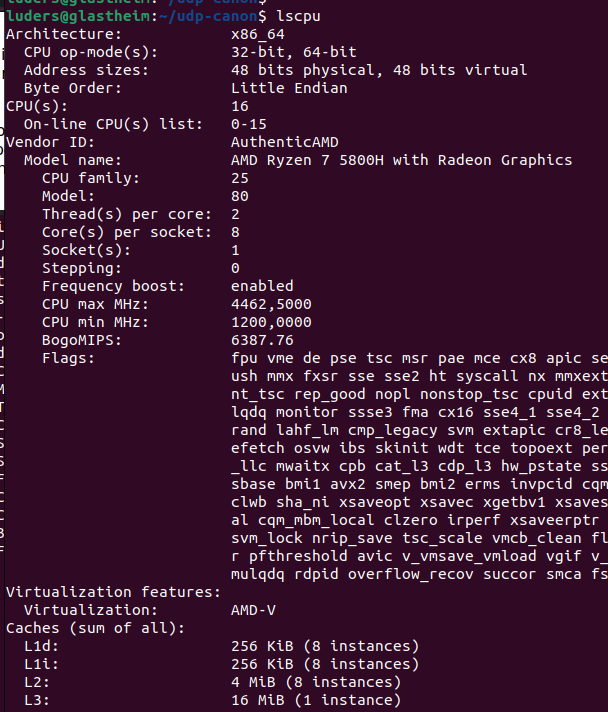 luders@glastheim:~/udp-canon$
luders@glastheim:~/udp-canon$ lscpu
Architecture: x86_64
CPU op-mode(s): 32-bit, 64-bit
Address sizes: 48 bits physical, 48 bits virtual
Byte Order: Little Endian
CPU(s): 16
On-line CPU(s) list: 0-15
Vendor ID: AuthenticAMD
Model name: AMD Ryzen 7 5800H with Radeon Graphics
CPU family: 25
Model: 80
Thread(s) per core: 2
Core(s) per socket: 8
Socket(s): 1
Stepping: 0
Frequency boost: enabled
CPU max MHz: 4462,5000
CPU min MHz: 1200,0000
BogoMIPS: 6387.76
Flags: fpu vme de pse tsc msr pae mce cx8 apic se
ush mmx fxsr sse sse2 ht syscall nx mmxext
nt_tsc rep_good nopl nonstop_tsc cpuid ext
lqdq monitor ssse3 fma cx16 sse4_1 sse4_2
rand lahf_lm cmp_legacy svm extapic cr8_le
efetch osvw ibs skinit wdt tce topoext per
_llc mwaitx cpb cat_l3 cdp_l3 hw_pstate ss
sbase bmi1 avx2 smep bmi2 erms invpcid cqm
clwb sha_ni xsaveopt xsavec xgetbv1 xsaves
al cqm_mbm_local clzero irperf xsaveerptr
svm_lock nrip_save tsc_scale vmcb_clean fl
r pfthreshold avic v_vmsave_vmload vgif v_
mulqdq rdpid overflow_recov succor smca fs
Virtualization features:
Virtualization: AMD-V
Caches (sum of all):
L1d: 256 KiB (8 instances)
L1i: 256 KiB (8 instances)
L2: 4 MiB (8 instances)
L3: 16 MiB (1 instance)